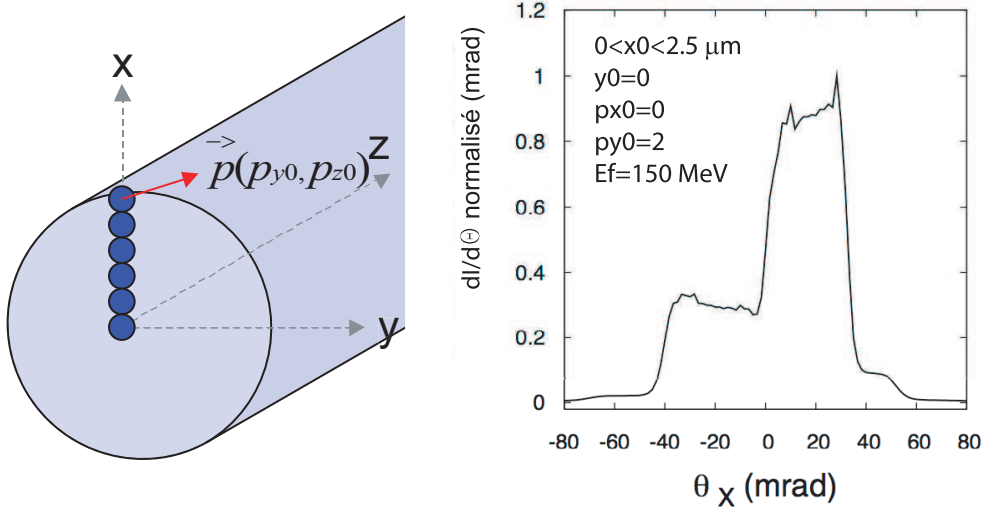 x
–>
p(py0, pz0)
z
y
1.2
1
0.8
0.6
0.4
0.2
0
dI/dΘ normalisé (mrad)
0<x0<2.5 μm
y0=0
px0=0
py0=2
Ef=150 MeV
-80 -60 -40 -20 0 20 40 60 80
θ x (mrad)